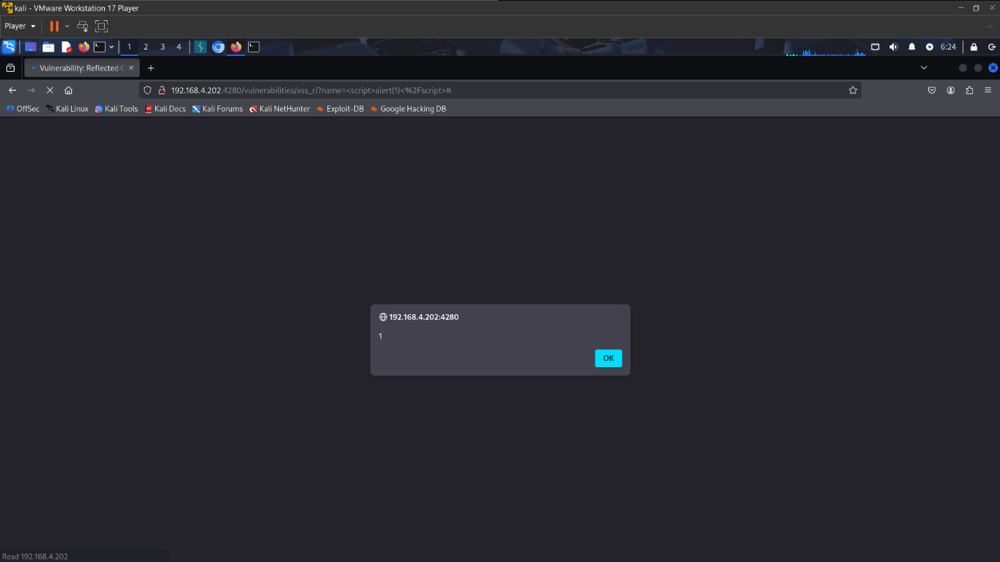 kali - VMware Workstation 17 Player
Player
1 2 3 4 6:24
Vulnerability: Reflected C
192.168.4.202:4280/vulnerabilities/xss_r/?name=<script>alert(1)<%2Fscript>#
OffSec Kali Linux Kali Tools Kali Docs Kali Forums Kali NetHunter Exploit-DB Google Hacking DB
192.168.4.202:4280
1
OK
Read 192.168.4.202